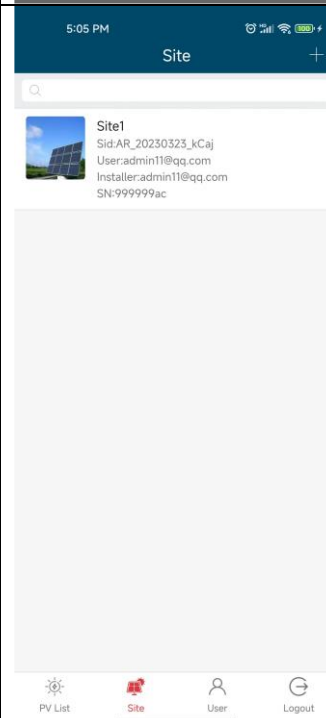 5:05 PM
100
Site
Site1
Sid:AR_20230323_kCaj
User:admin11@qq.com
Installer:admin11@qq.com
SN:999999ac
PV List
Site
User
Logout